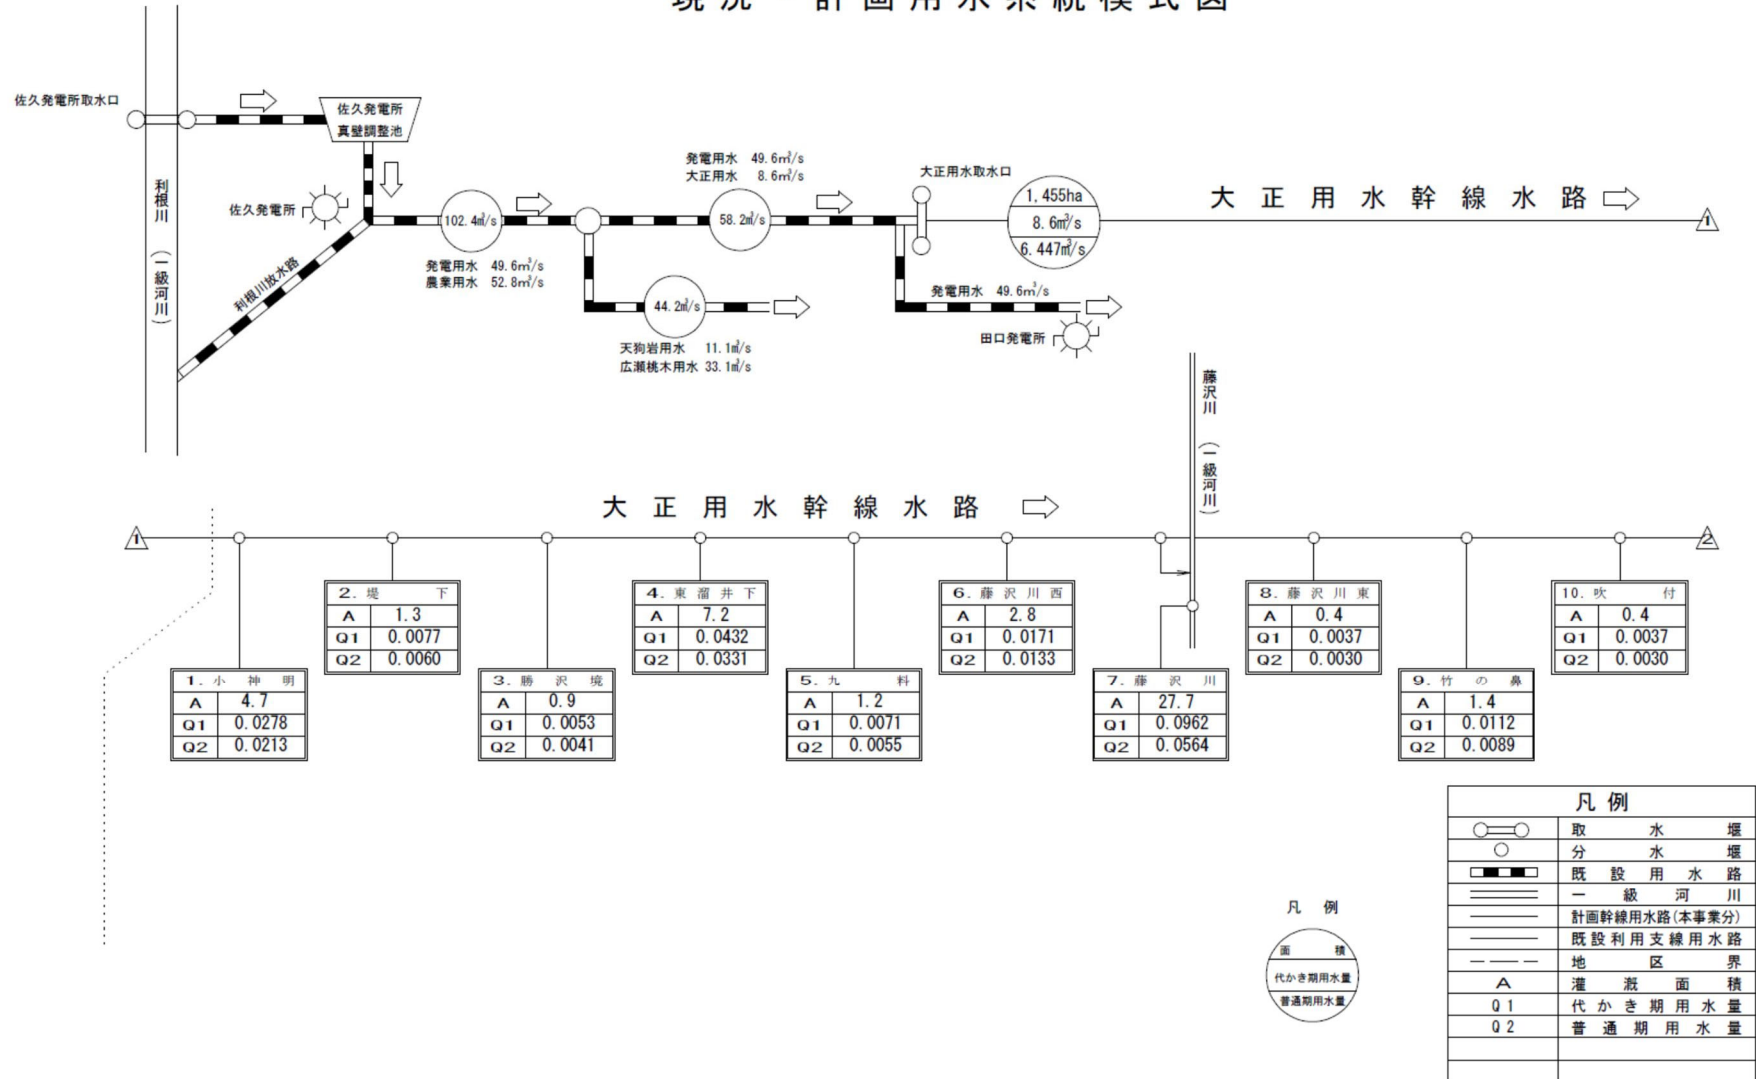 現況 計画用水系統模式図
佐久発電所取水口
佐久発電所
真壁調整池
利根川（一級河川）
佐久発電所
利根川放水路
102.4㎥/s
発電用水 49.6㎥/s
農業用水 52.8㎥/s
発電用水 49.6㎥/s
大正用水 8.6㎥/s
58.2㎥/s
44.2㎥/s
天狗岩用水 11.1㎥/s
広瀬桃木用水 33.1㎥/s
大正用水取水口
1,455ha
8.6㎥/s
6.447㎥/s
大正用水幹線水路
1
発電用水 49.6㎥/s
田口発電所
藤沢川（一級河川）
大正用水幹線水路
1
2
1. 小神明
A 4.7
Q1 0.0278
Q2 0.0213
2. 堤下
A 1.3
Q1 0.0077
Q2 0.0060
3. 勝沢境
A 0.9
Q1 0.0053
Q2 0.0041
4. 東溜井下
A 7.2
Q1 0.0432
Q2 0.0331
5. 九料
A 1.2
Q1 0.0071
Q2 0.0055
6. 藤沢川西
A 2.8
Q1 0.0171
Q2 0.0133
7. 藤沢川
A 27.7
Q1 0.0962
Q2 0.0564
8. 藤沢川東
A 0.4
Q1 0.0037
Q2 0.0030
9. 竹の鼻
A 1.4
Q1 0.0112
Q2 0.0089
10. 吹付
A 0.4
Q1 0.0037
Q2 0.0030
凡例
面積
代かき期用水量
普通期用水量
凡例
取水堰
分水堰
既設用水路
一級河川
計画幹線用水路(本事業分)
既設利用支線用水路
地区界
A 灌漑面積
Q1 代かき期用水量
Q2 普通期用水量